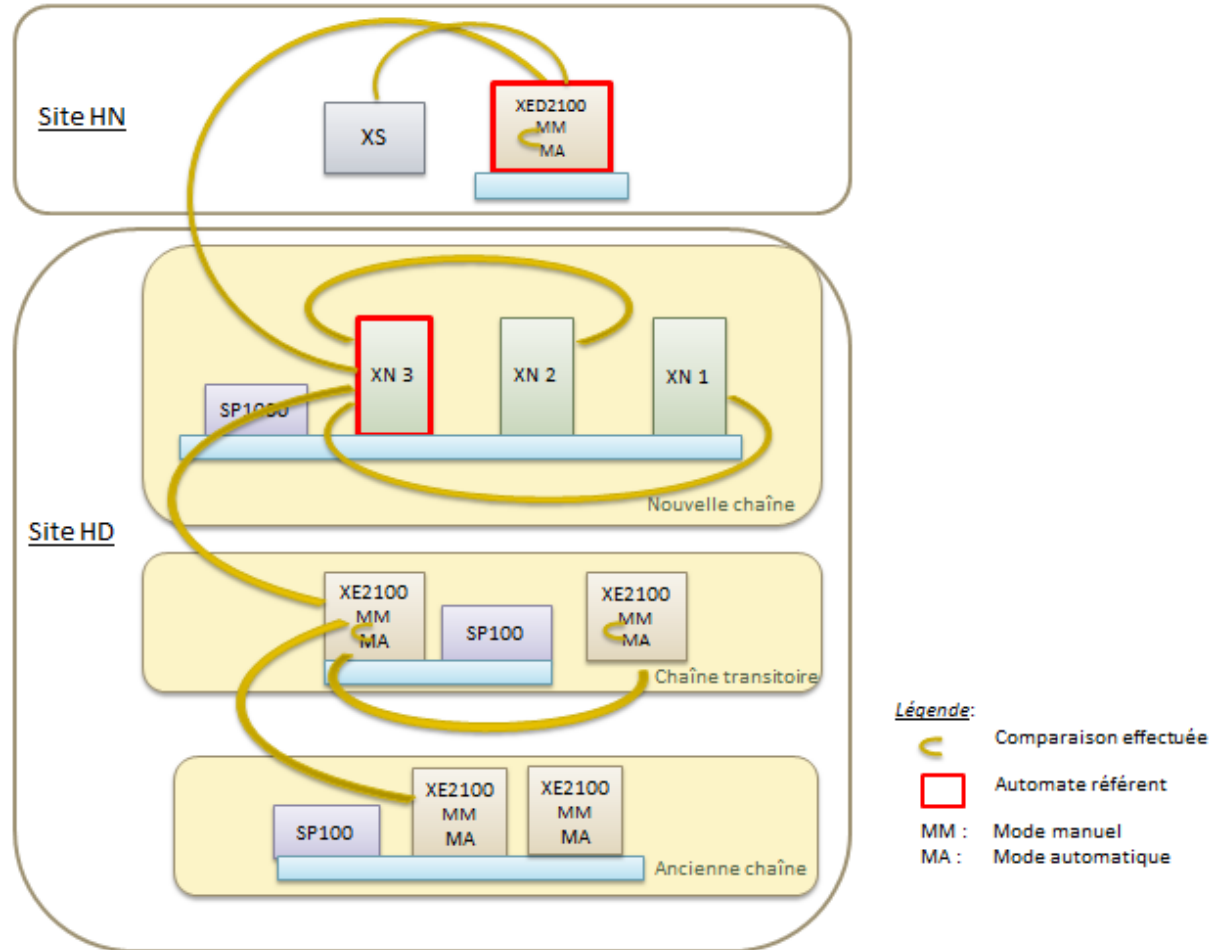 Site HN
XS
XED2100
MM
MA
XN 3
XN 2
XN 1
SP1000
Nouvelle chaîne
Site HD
XE2100
MM
MA
SP100
XE2100
MM
MA
Chaîne transitoire
XE2100
MM
MA
XE2100
MM
MA
SP100
Ancienne chaîne
Légende:
Comparaison effectuée
Automate référent
MM : Mode manuel
MA : Mode automatique